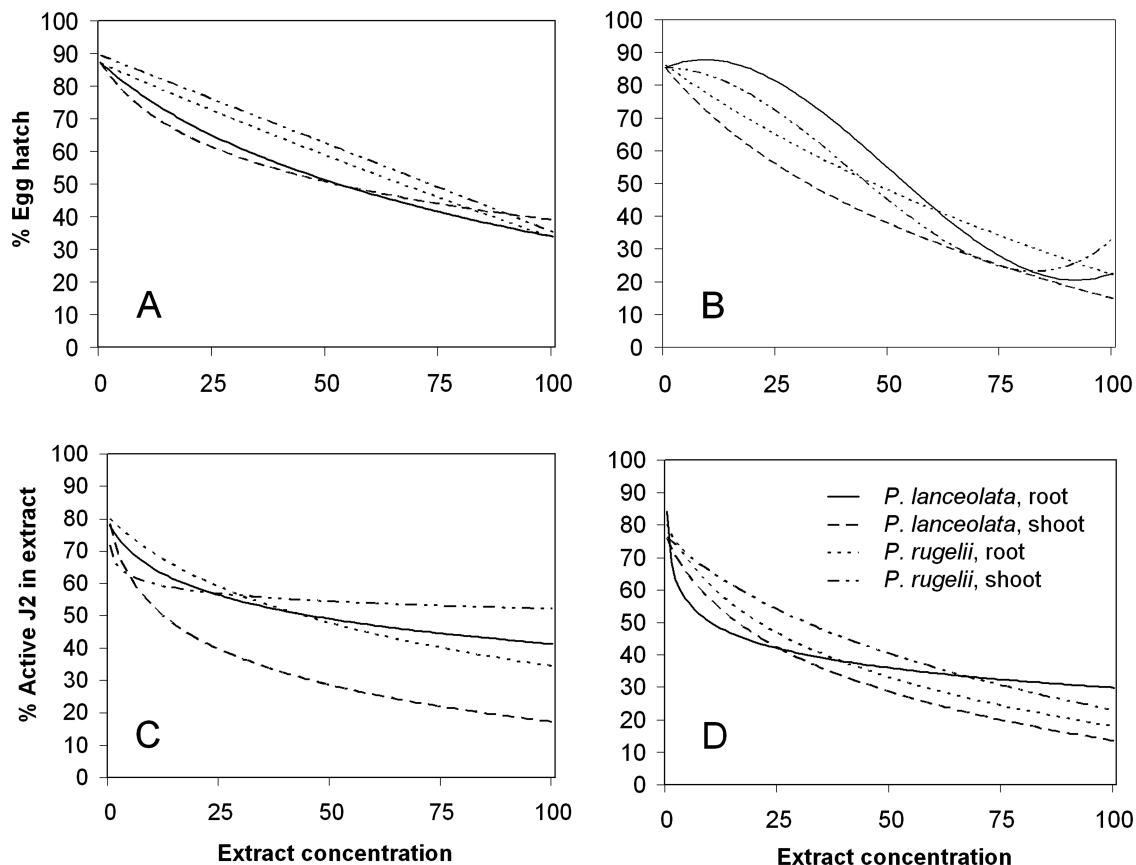 100
90
80
70
60
50
40
30
20
10
0
% Egg hatch
A
0 25 50 75 100
100
90
80
70
60
50
40
30
20
10
0
B
0 25 50 75 100
100
90
80
70
60
50
40
30
20
10
0
% Active J2 in extract
C
0 25 50 75 100
Extract concentration
100
90
80
70
60
50
40
30
20
10
0
P. lanceolata, root
P. lanceolata, shoot
P. rugelii, root
P. rugelii, shoot
D
0 25 50 75 100
Extract concentration